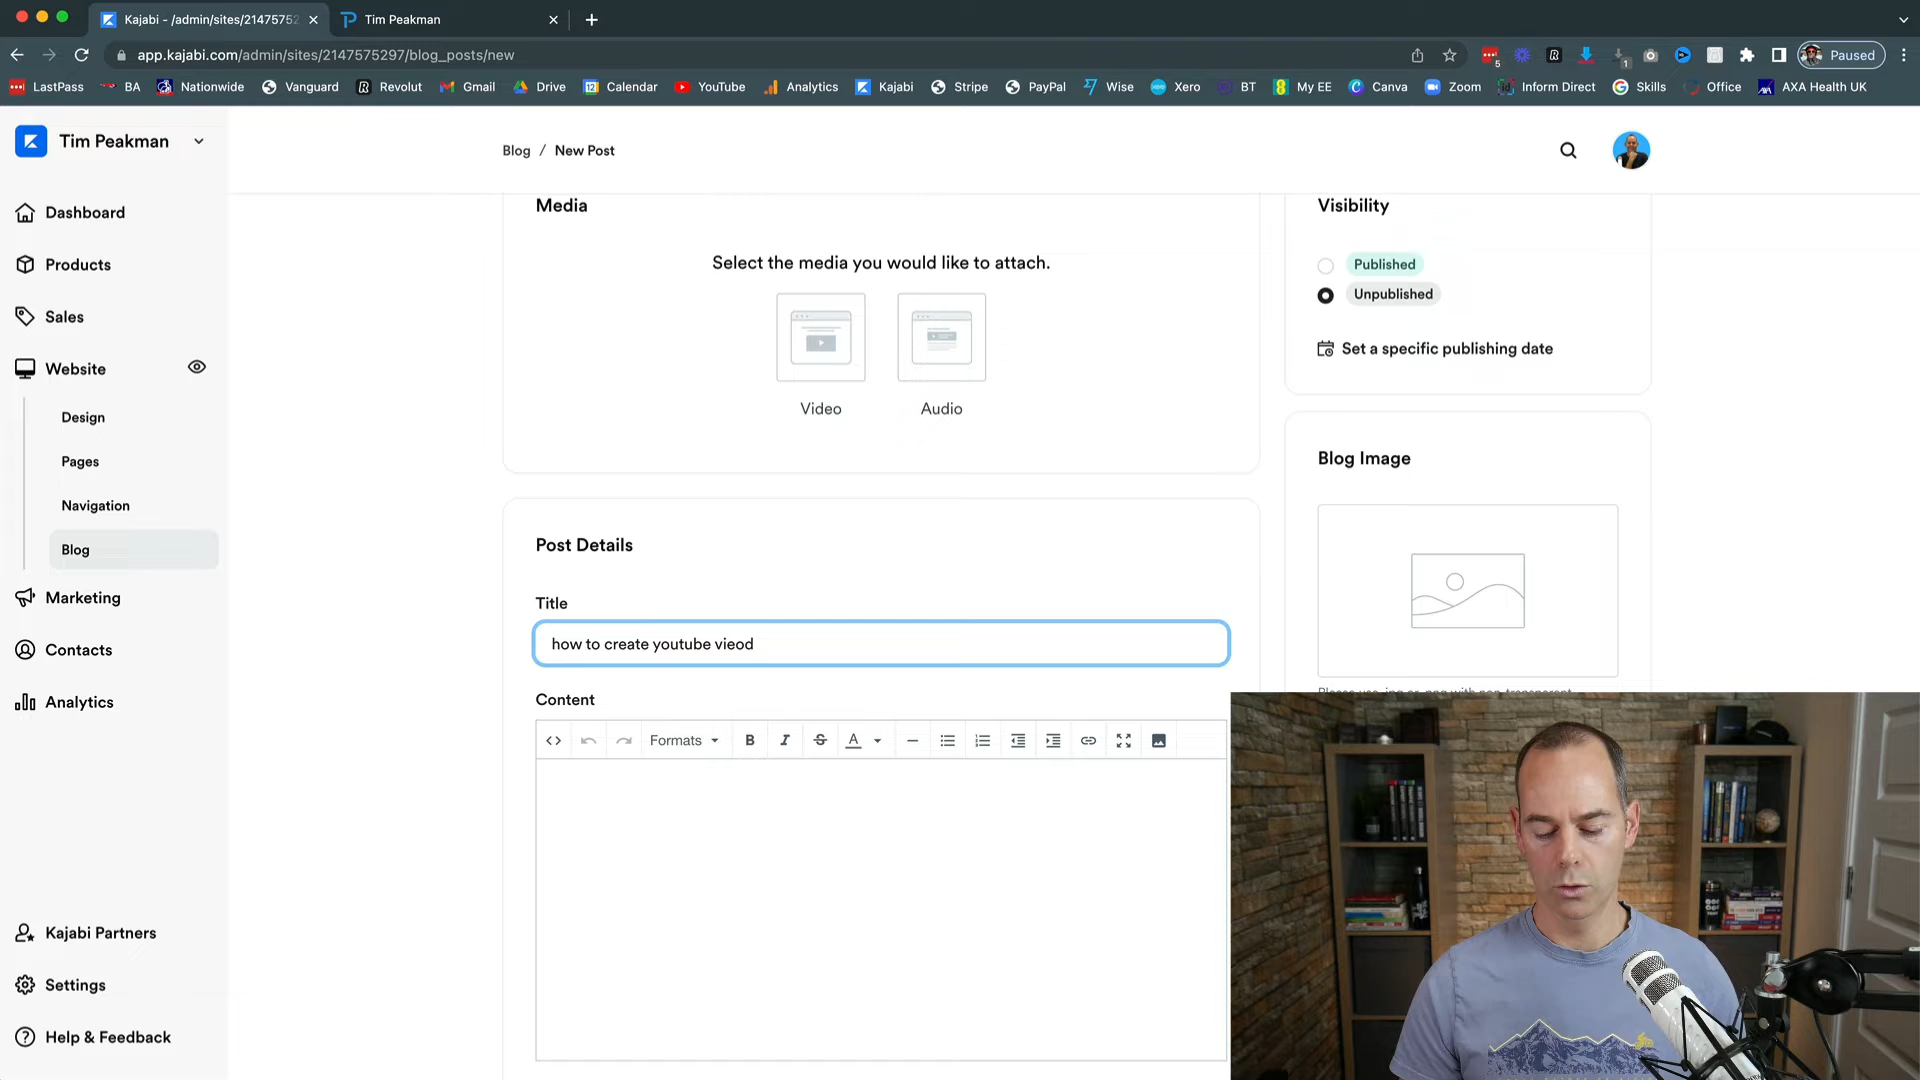 Kajabi - /admin/sites/21475752
Tim Peakman
app.kajabi.com/admin/sites/2147575297/blog_posts/new
5
1
Paused
LastPass
BA
Nationwide
Vanguard
Revolut
Gmail
Drive
Calendar
YouTube
Analytics
Kajabi
Stripe
PayPal
Wise
Xero
BT
My EE
Canva
Zoom
Inform Direct
Skills
Office
AXA Health UK
Tim Peakman
Dashboard
Products
Sales
Website
Design
Pages
Navigation
Blog
Marketing
Contacts
Analytics
Kajabi Partners
Settings
Help & Feedback
Blog / New Post
Media
Select the media you would like to attach.
Video
Audio
Post Details
Title
how to create youtube vieod
Content
Formats
B
I
S
A
Visibility
Published
Unpublished
Set a specific publishing date
Blog Image